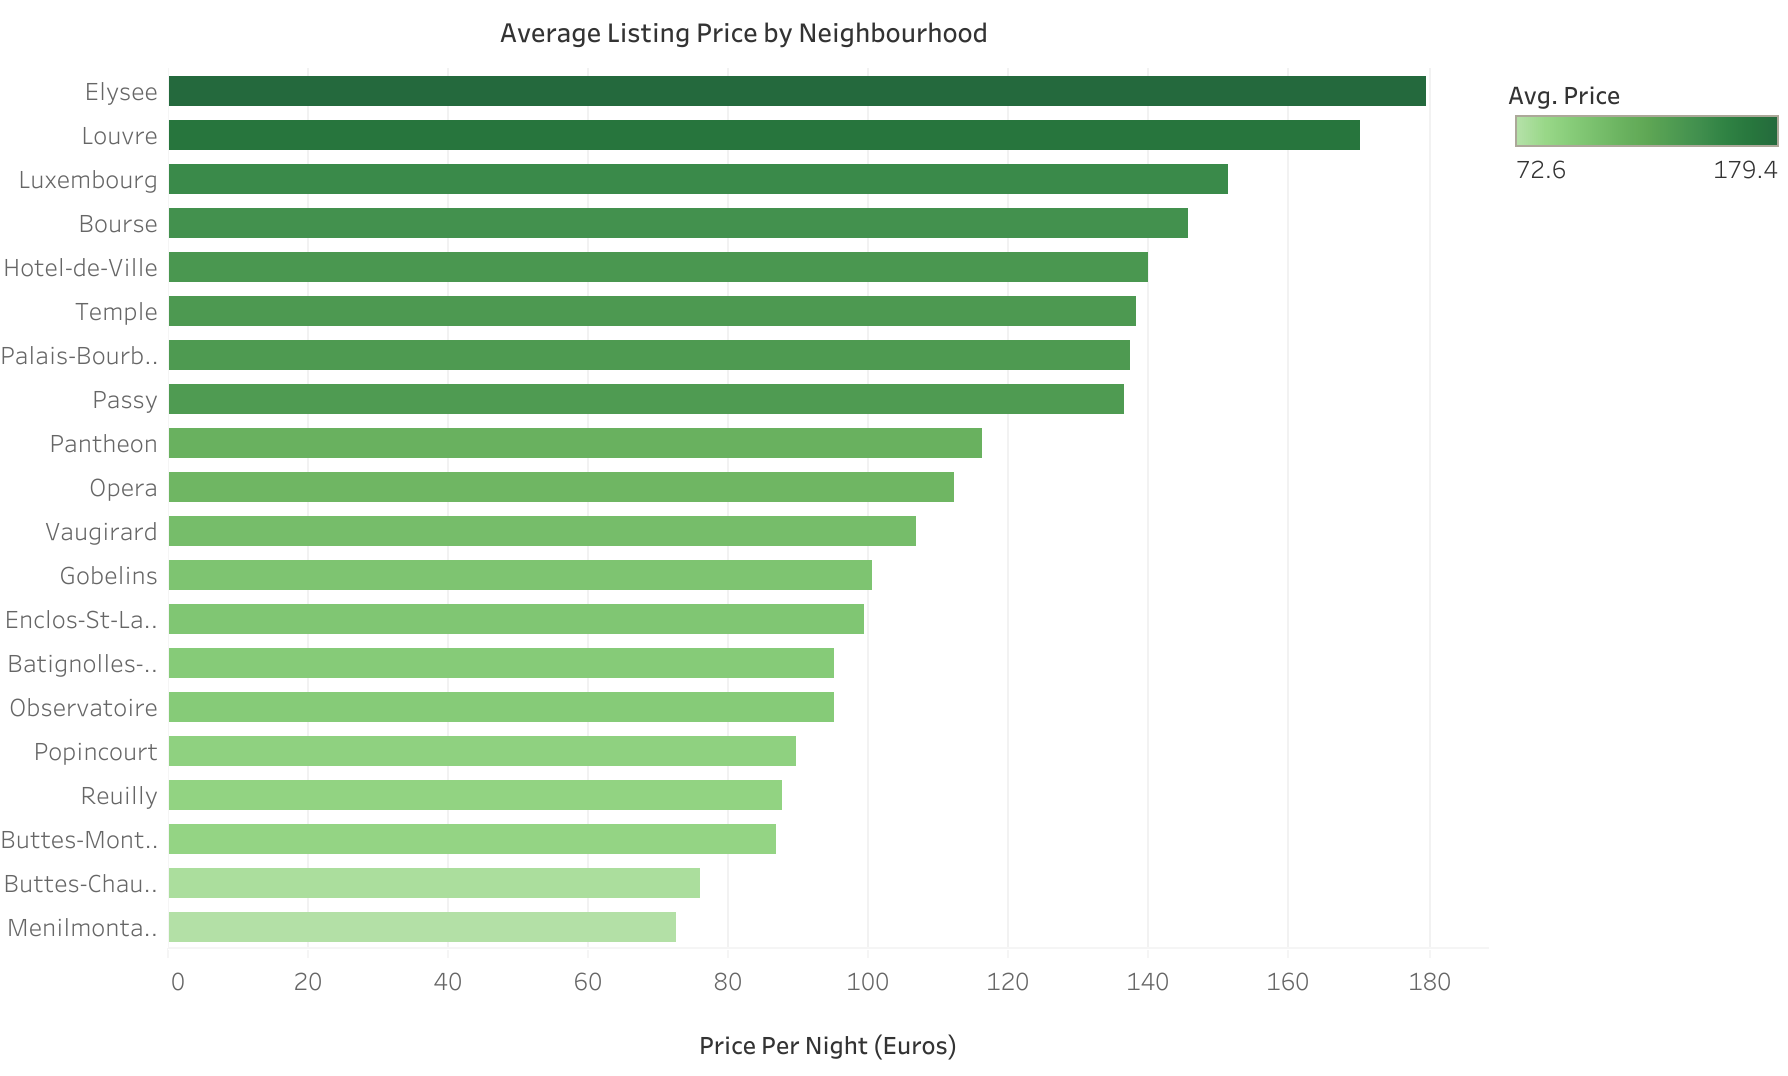 Average Listing Price by Neighbourhood
Elysee
Louvre
Luxembourg
Bourse
Hotel-de-Ville
Temple
Palais-Bourb..
Passy
Pantheon
Opera
Vaugirard
Gobelins
Enclos-St-La..
Batignolles-..
Observatoire
Popincourt
Reuilly
Buttes-Mont..
Buttes-Chau..
Menilmonta..
0 20 40 60 80 100 120 140 160 180
Price Per Night (Euros)
Avg. Price
72.6 179.4